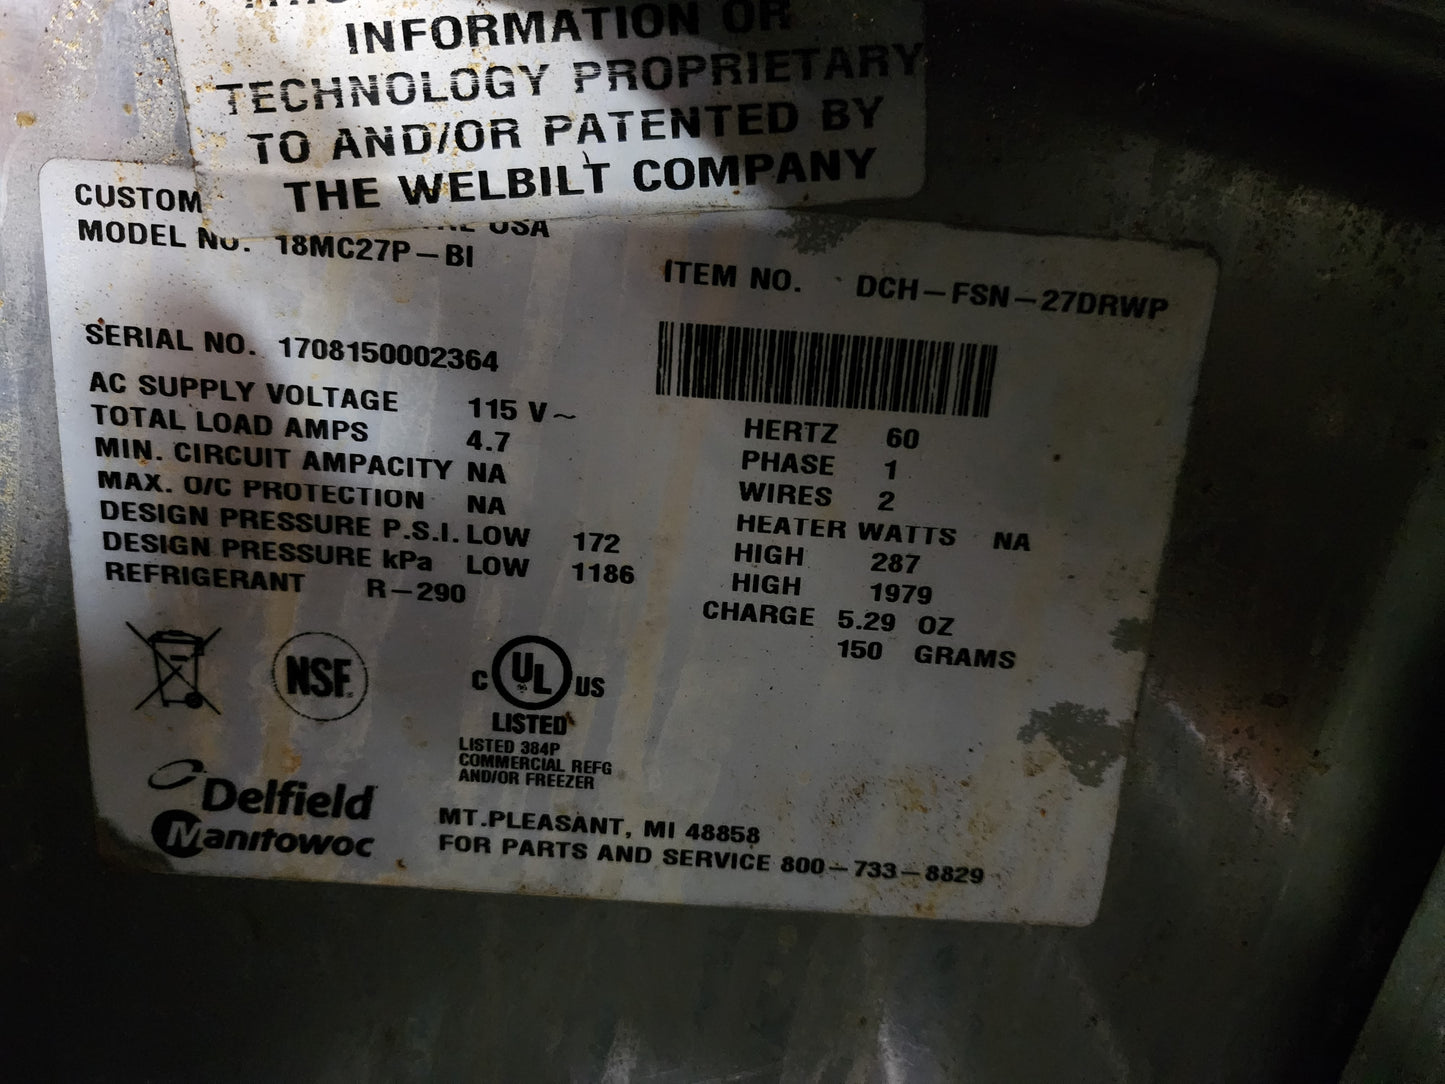 INFORMATION OR
TECHNOLOGY PROPRIETARY
TO AND/OR PATENTED BY
THE WELBILT COMPANY
CUSTOM
USA
MODEL NO. 18MC27P-BI
ITEM NO. DCH-FSN-27DRWP
SERIAL NO. 1708150002364
AC SUPPLY VOLTAGE 115 V~
HERTZ 60
TOTAL LOAD AMPS 4.7
PHASE 1
MIN. CIRCUIT AMPACITY NA
WIRES 2
MAX. O/C PROTECTION NA
HEATER WATTS NA
DESIGN PRESSURE P.S.I. LOW 172
HIGH 287
DESIGN PRESSURE kPa LOW 1186
HIGH 1979
REFRIGERANT R-290
CHARGE 5.29 OZ
150 GRAMS
NSF®
C UL US
LISTED
LISTED 384P
COMMERCIAL REFG
AND/OR FREEZER
Delfield
Manitowoc
MT.PLEASANT, MI 48858
FOR PARTS AND SERVICE 800-733-8829